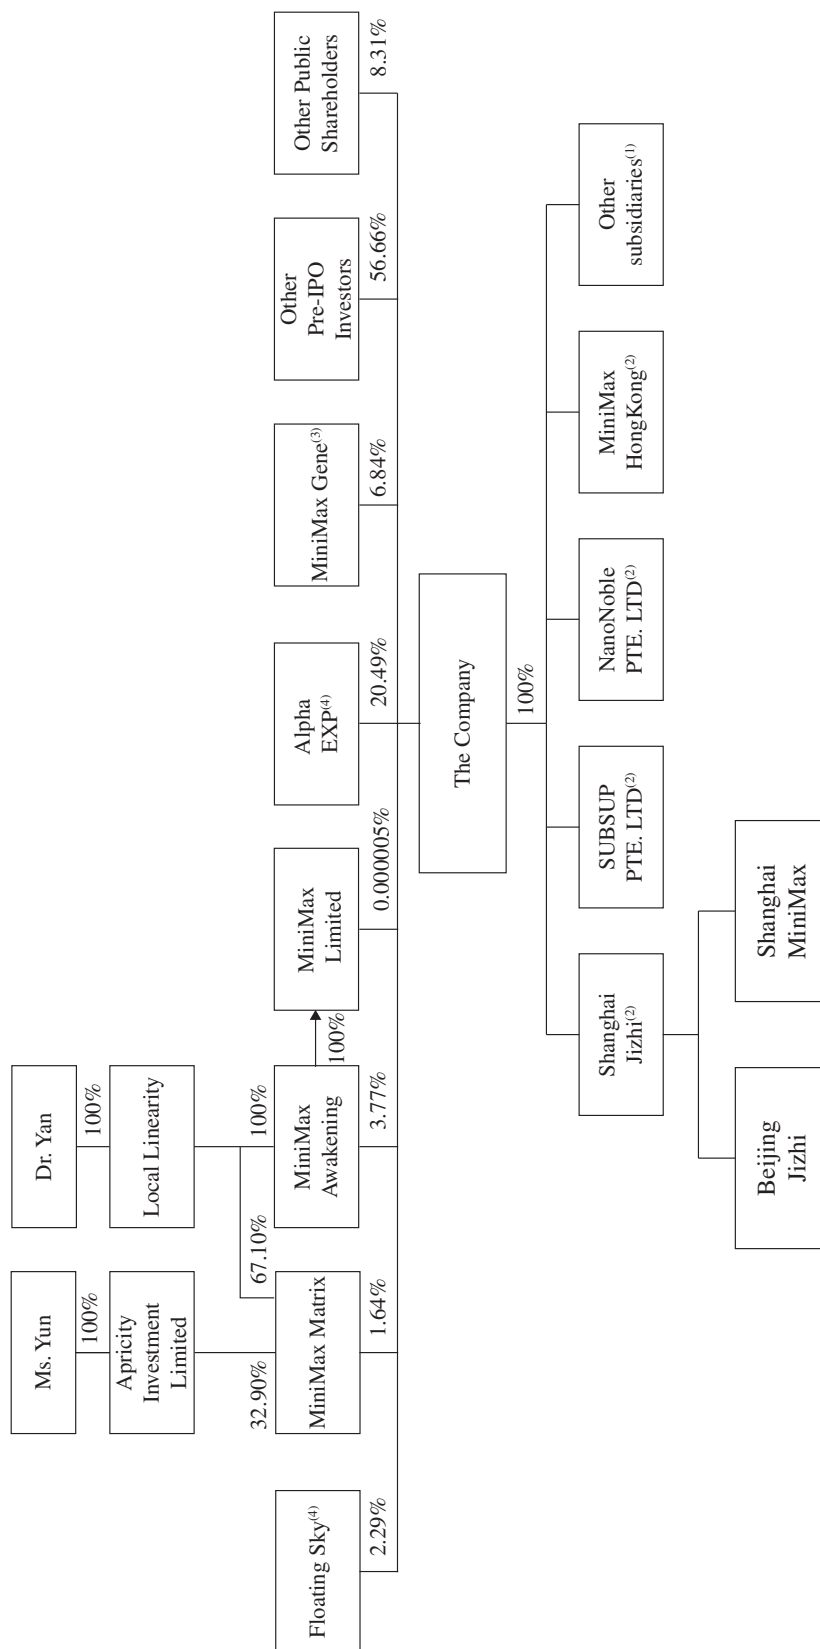 Ms. Yun
Dr. Yan
100%
100%
Apricity
Investment
Limited
Local Linearity
32.90%
67.10%
100%
Floating Sky(4)
MiniMax Matrix
MiniMax
Awakening
100%
MiniMax
Limited
Alpha
EXP(4)
MiniMax Gene(3)
Other
Pre-IPO
Investors
Other Public
Shareholders
2.29%
1.64%
3.77%
0.000005%
20.49%
6.84%
56.66%
8.31%
The Company
100%
Shanghai
Jizhi(2)
SUBSUP
PTE. LTD(2)
NanoNoble
PTE. LTD(2)
MiniMax
HongKong(2)
Other
subsidiaries(1)
Beijing
Jizhi
Shanghai
MiniMax